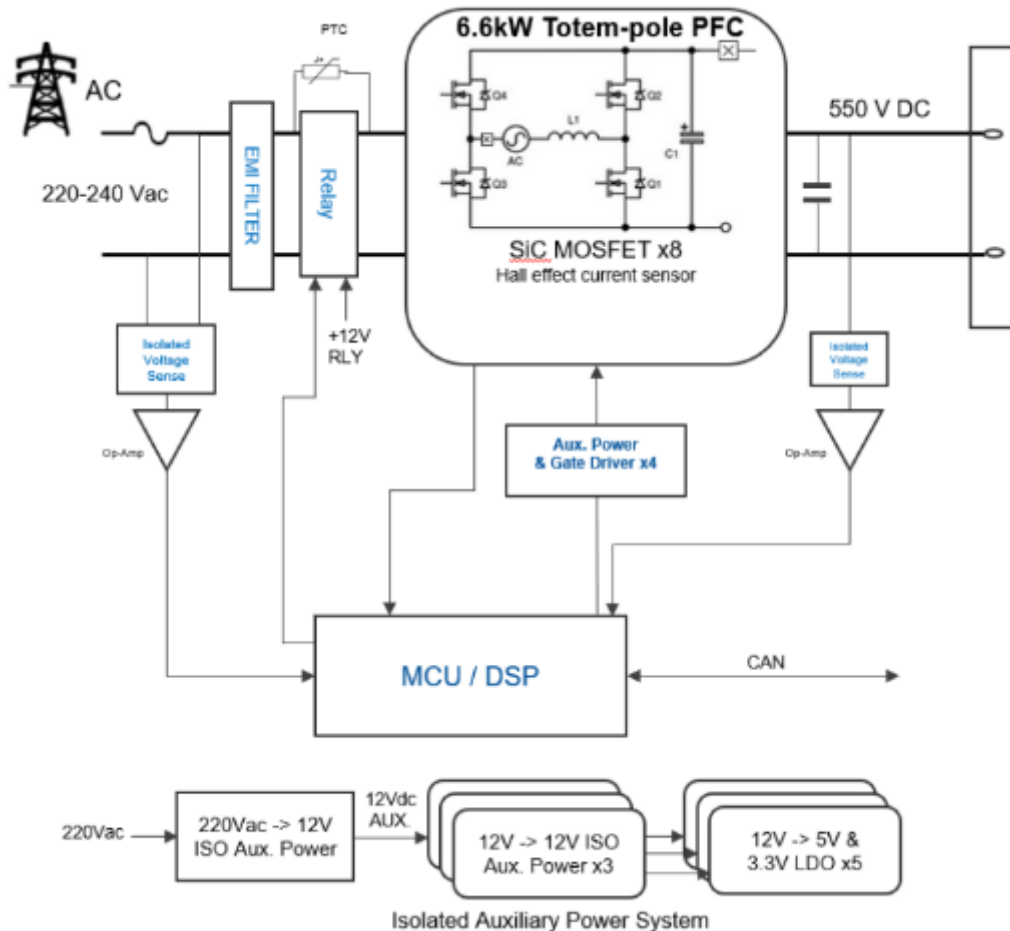 6.6kW Totem-pole PFC
PTC
AC
550 V DC
220-240 Vac
EMI FILTER
Relay
Q4
Q2
L1
AC
C1
Q3
Q1
SiC MOSFET x8
Hall effect current sensor
+12V
RLY
Isolated
Voltage
Sense
Isolated
Voltage
Sense
Op-Amp
Op-Amp
Aux. Power
& Gate Driver x4
MCU / DSP
CAN
220Vac
220Vac -> 12V
ISO Aux. Power
12Vdc
AUX.
12V -> 12V ISO
Aux. Power x3
12V -> 5V &
3.3V LDO x5
Isolated Auxiliary Power System